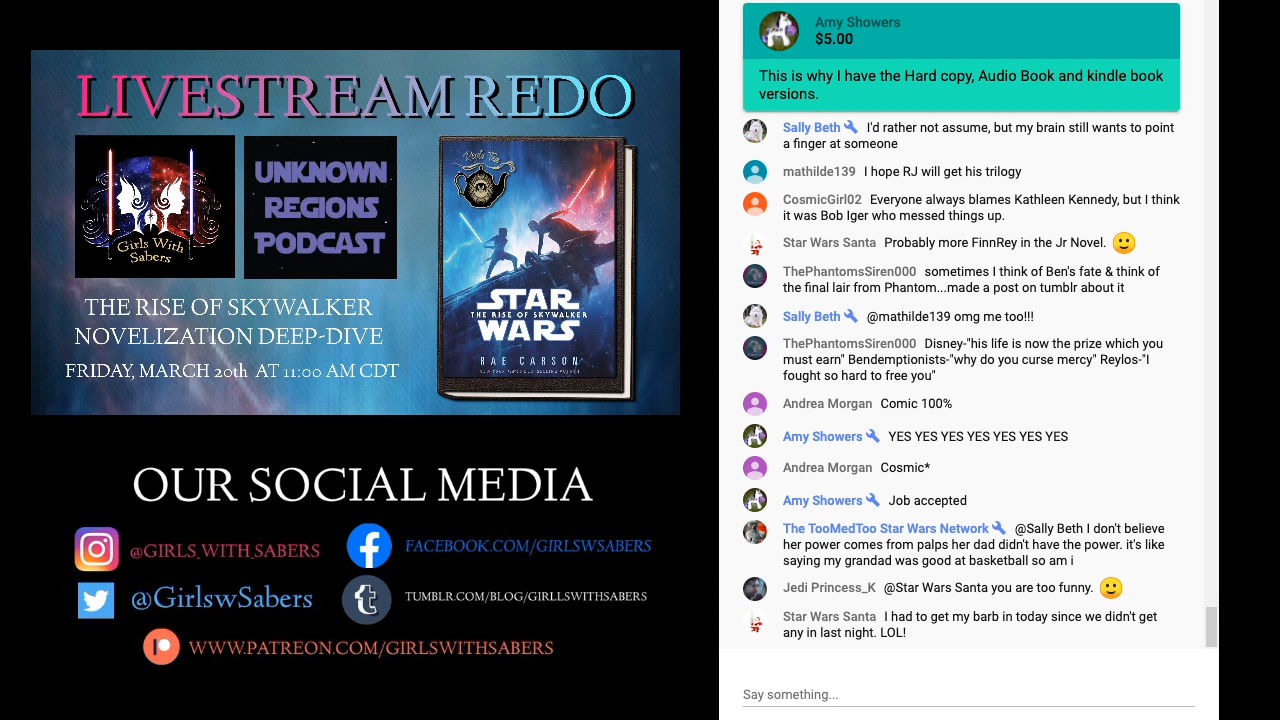 LIVESTREAM REDO
Girls With
Sabers
UNKNOWN
REGIONS
PODCAST
STAR
THE RISE OF SKYWALKER
WARS
RAE CARSON
THE RISE OF SKYWALKER
NOVELIZATION DEEP-DIVE
FRIDAY, MARCH 20th AT 11:00 AM CDT
OUR SOCIAL MEDIA
@GIRLS_WITH_SABERS
FACEBOOK.COM/GIRLSWSABERS
@GirlswSabers
TUMBLR.COM/BLOG/GIRLLSWITHSABERS
WWW.PATREON.COM/GIRLSWITHSABERS
Amy Showers
$5.00
This is why I have the Hard copy, Audio Book and kindle book
versions.
Sally Beth I'd rather not assume, but my brain still wants to point
a finger at someone
mathilde139 I hope RJ will get his trilogy
CosmicGirl02 Everyone always blames Kathleen Kennedy, but I think
it was Bob Iger who messed things up.
Star Wars Santa Probably more FinnRey in the Jr Novel. 🙂
ThePhantomsSiren000 sometimes I think of Ben's fate & think of
the final lair from Phantom...made a post on tumblr about it
Sally Beth @mathilde139 omg me too!!!
ThePhantomsSiren000 Disney-"his life is now the prize which you
must earn" Bendemptionists-"why do you curse mercy" Reylos-"I
fought so hard to free you"
Andrea Morgan Comic 100%
Amy Showers YES YES YES YES YES YES YES
Andrea Morgan Cosmic*
Amy Showers Job accepted
The TooMedToo Star Wars Network @Sally Beth I don't believe
her power comes from palps her dad didn't have the power. it's like
saying my grandad was good at basketball so am i
Jedi Princess_K @Star Wars Santa you are too funny. 🙂
Star Wars Santa I had to get my barb in today since we didn't get
any in last night. LOL!
Say something...